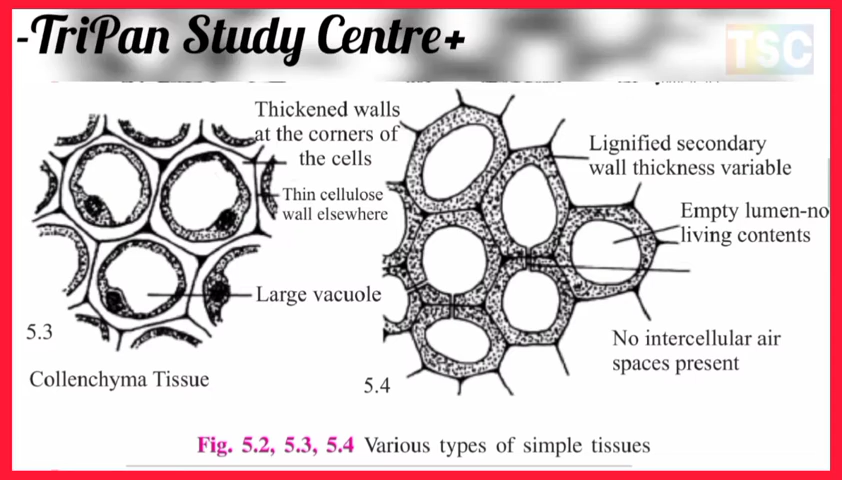 -TriPan Study Centre+
TSC
Thickened walls
at the corners of
the cells
Thin cellulose
wall elsewhere
Large vacuole
5.3
Collenchyma Tissue
Lignified secondary
wall thickness variable
Empty lumen-no
living contents
No intercellular air
spaces present
5.4
Fig. 5.2, 5.3, 5.4 Various types of simple tissues